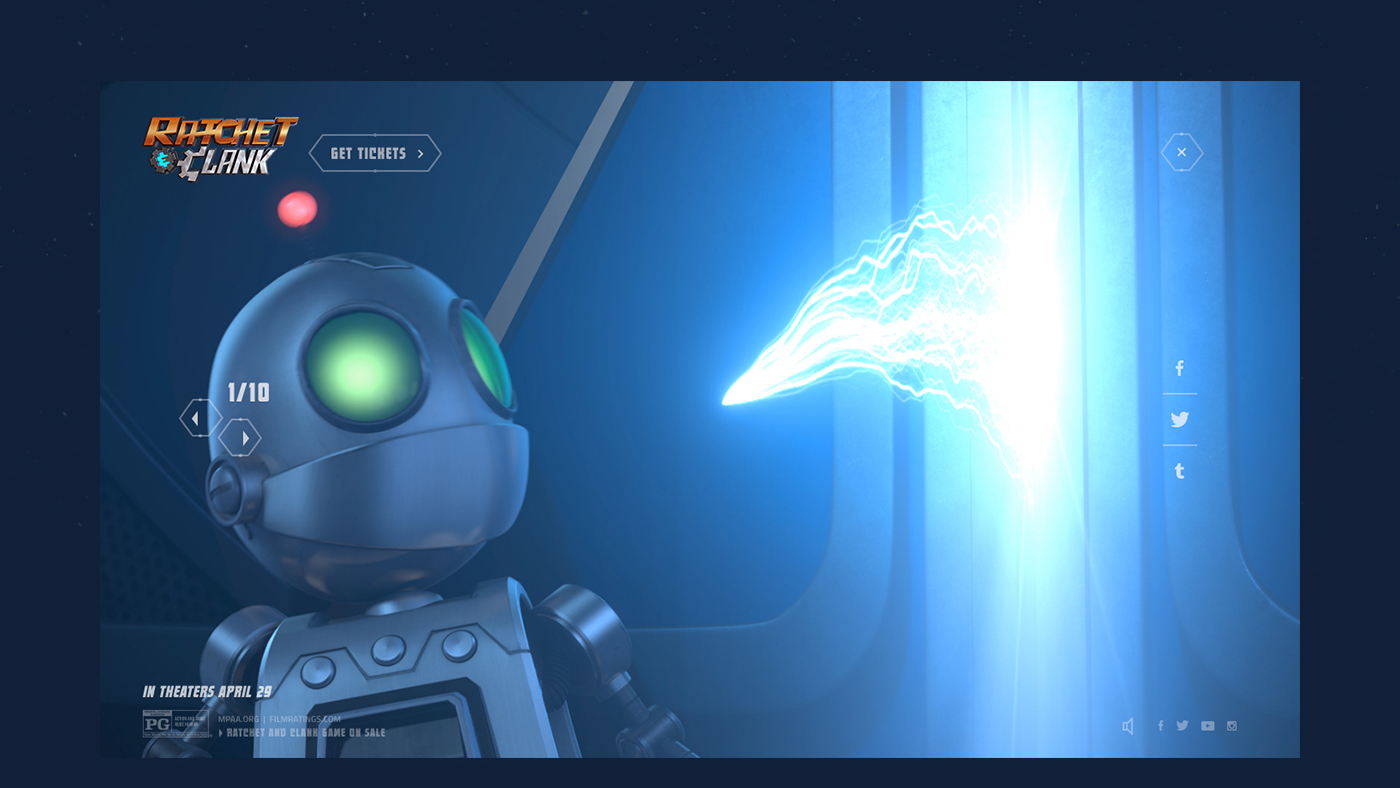 RATCHET
CLANK
GET TICKETS
1/10
IN THEATERS APRIL 29
PG
MPAA.ORG | FILMRATINGS.COM
RATCHET AND CLANK GAME ON SALE